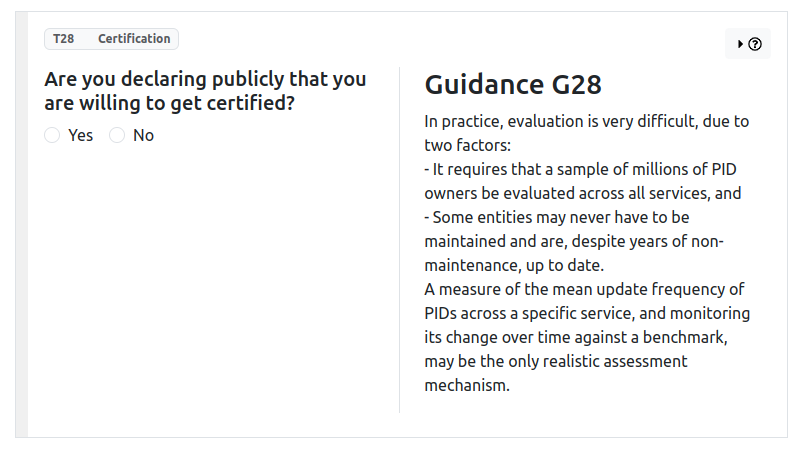 T28 Certification
Are you declaring publicly that you
are willing to get certified?
Yes No
Guidance G28
In practice, evaluation is very difficult, due to
two factors:
- It requires that a sample of millions of PID
owners be evaluated across all services, and
- Some entities may never have to be
maintained and are, despite years of non-
maintenance, up to date.
A measure of the mean update frequency of
PIDs across a specific service, and monitoring
its change over time against a benchmark,
may be the only realistic assessment
mechanism.